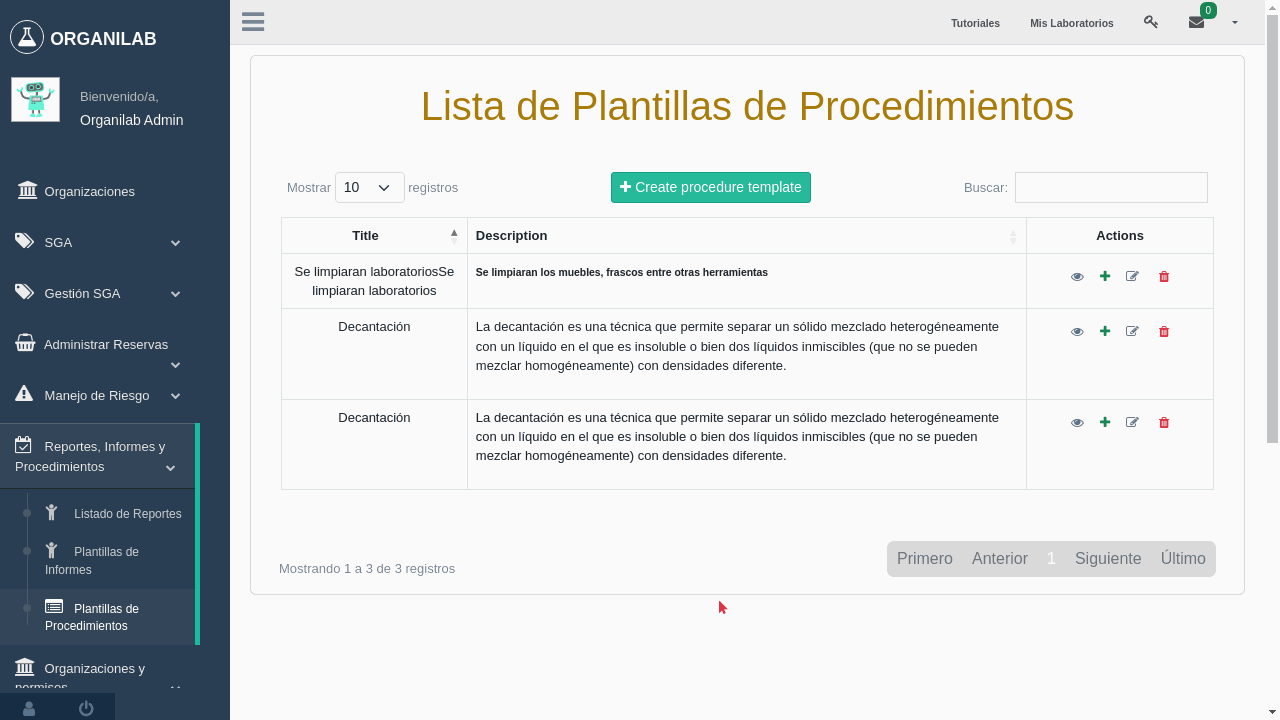 ORGANILAB
Bienvenido/a,
Organilab Admin
Organizaciones
SGA
Gestión SGA
Administrar Reservas
Manejo de Riesgo
Reportes, Informes y
Procedimientos
Listado de Reportes
Plantillas de
Informes
Plantillas de
Procedimientos
Organizaciones y
permisos
Tutoriales
Mis Laboratorios
0
Lista de Plantillas de Procedimientos
Mostrar 10 registros
Create procedure template
Buscar:
Title Description Actions
Se limpiaran laboratoriosSe
limpiaran laboratorios
Se limpiaran los muebles, frascos entre otras herramientas
Decantación
La decantación es una técnica que permite separar un sólido mezclado heterogéneamente
con un líquido en el que es insoluble o bien dos líquidos inmiscibles (que no se pueden
mezclar homogéneamente) con densidades diferente.
Decantación
La decantación es una técnica que permite separar un sólido mezclado heterogéneamente
con un líquido en el que es insoluble o bien dos líquidos inmiscibles (que no se pueden
mezclar homogéneamente) con densidades diferente.
Mostrando 1 a 3 de 3 registros
Primero Anterior 1 Siguiente Último